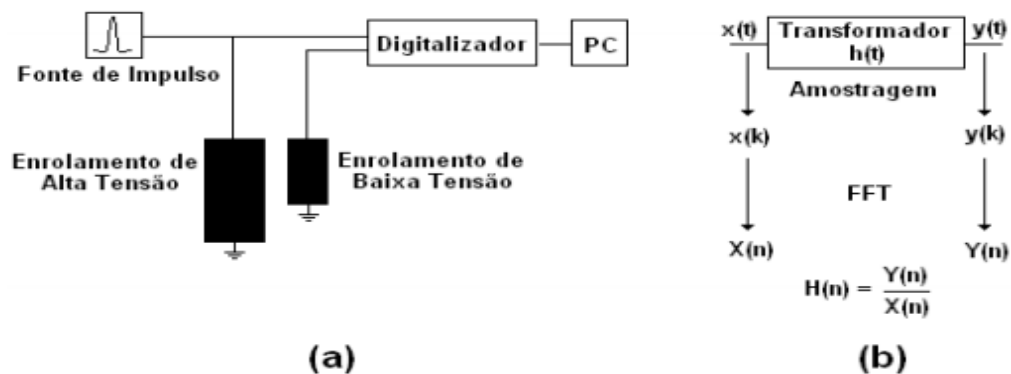 Fonte de Impulso
Digitalizador
PC
Enrolamento de
Alta Tensão
Enrolamento de
Baixa Tensão
(a)
x(t)
Transformador
h(t)
y(t)
Amostragem
x(k)
y(k)
FFT
X(n)
Y(n)
H(n) = Y(n)
X(n)
(b)